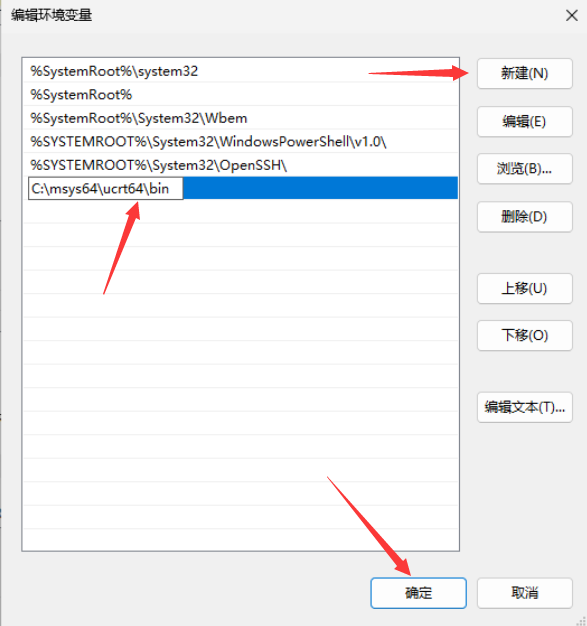 编辑环境变量
%SystemRoot%\system32
%SystemRoot%
%SystemRoot%\System32\Wbem
%SYSTEMROOT%\System32\WindowsPowerShell\v1.0\
%SYSTEMROOT%\System32\OpenSSH\
C:\msys64\ucrt64\bin
新建(N)
编辑(E)
浏览(B)...
删除(D)
上移(U)
下移(O)
编辑文本(T)...
确定
取消